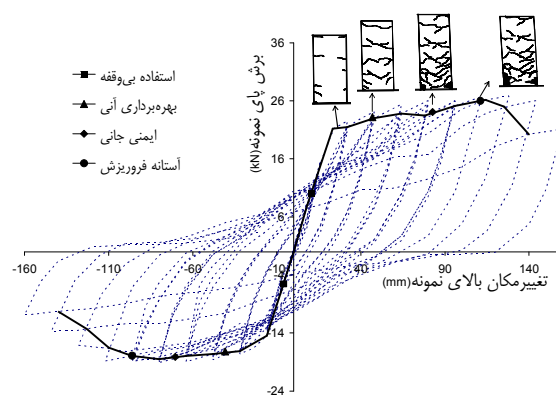 برش پای نمونه(kN)
36
26
16
6
-4
-14
-24
استفاده بی‌وقفه
بهره‌برداری آنی
ایمنی جانی
آستانه فروریزش
-160
-110
-60
-10
40
90
140
تغییرمکان بالای نمونه(mm)